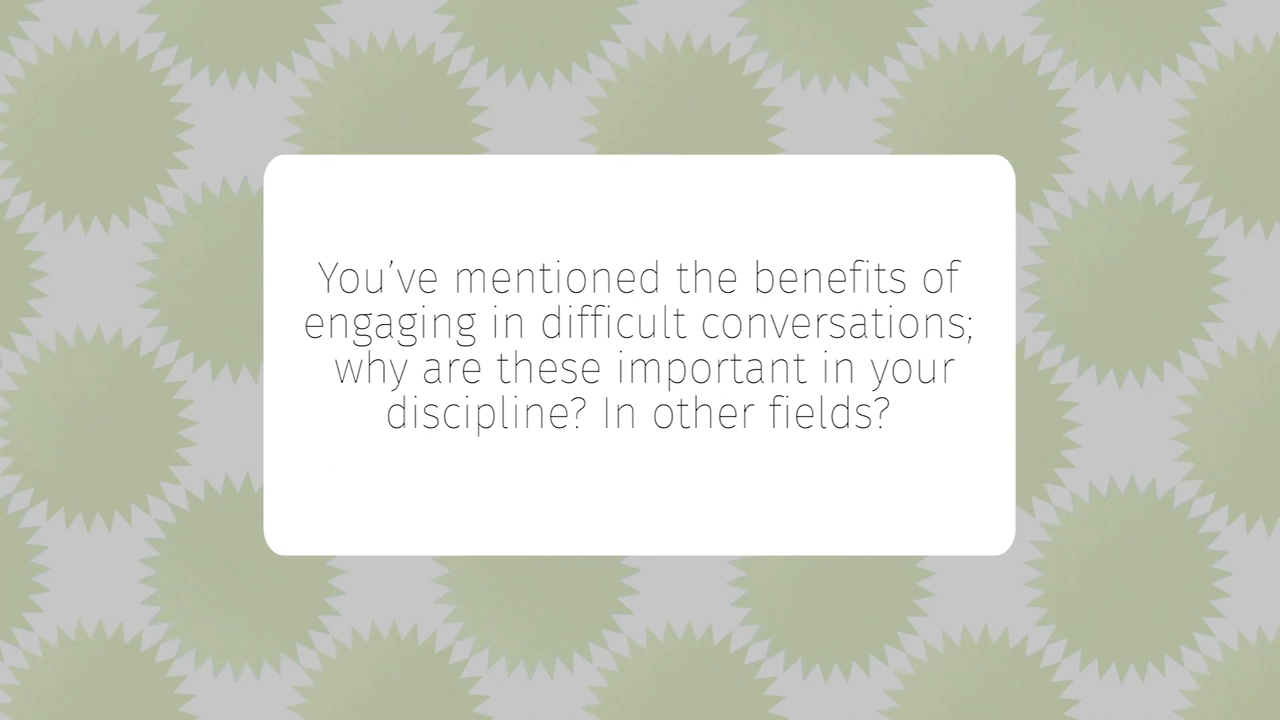 You’ve mentioned the benefits of
engaging in difficult conversations;
why are these important in your
discipline? In other fields?